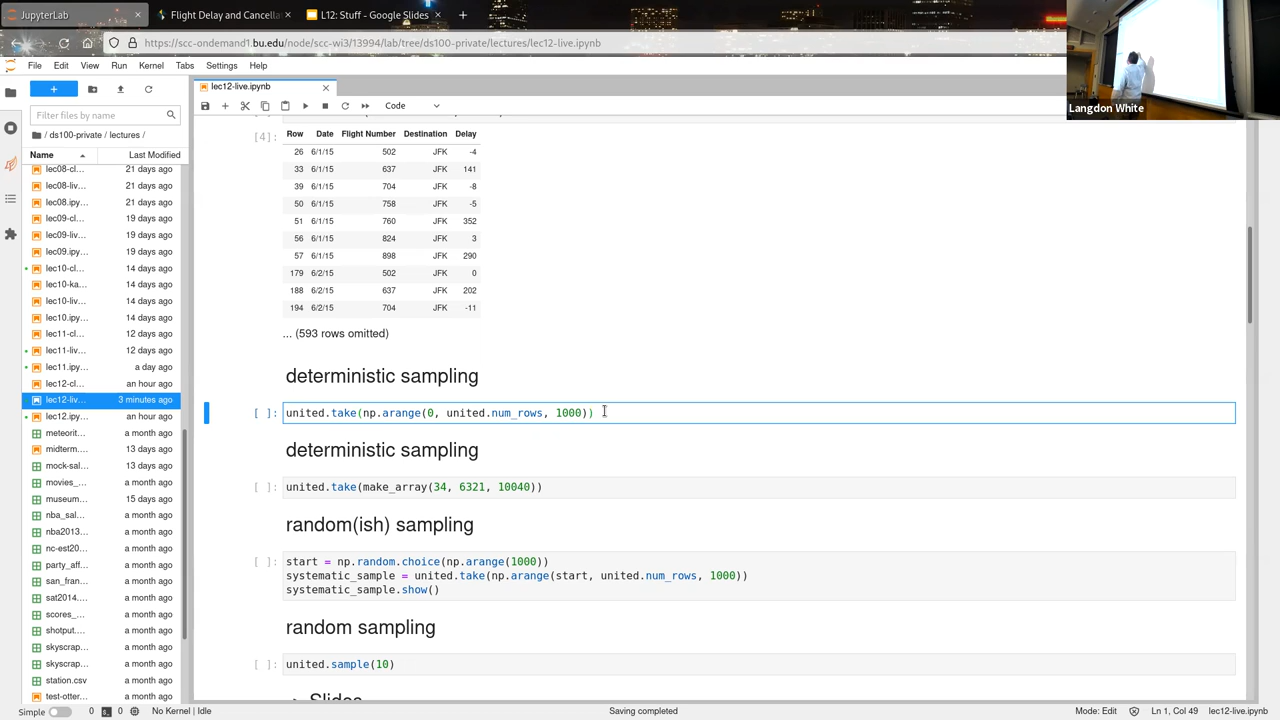 JupyterLab
Flight Delay and Cancella
L12: Stuff - Google Slides
https://scc-ondemand1.bu.edu/node/scc-wi3/13994/lab/tree/ds100-private/lectures/lec12-live.ipynb
Langdon White
File Edit View Run Kernel Tabs Settings Help
Filter files by name
/ ds100-private / lectures /
Name Last Modified
lec08-cl... 21 days ago
lec08-liv... 21 days ago
lec08.ipy... 21 days ago
lec09-cl... 19 days ago
lec09-liv... 19 days ago
lec09.ipy... 19 days ago
lec10-cl... 14 days ago
lec10-ka... 14 days ago
lec10-liv... 14 days ago
lec10.ipy... 14 days ago
lec11-cl... 12 days ago
lec11-liv... 12 days ago
lec11.ipy... a day ago
lec12-cl... an hour ago
lec12-liv... 3 minutes ago
lec12.ipy... an hour ago
meteorit... a month ago
midterm.... 13 days ago
mock-sal... 13 days ago
movies_... a month ago
museum... 15 days ago
nba_sal... a month ago
nba2013... a month ago
nc-est20... a month ago
party_aff... a month ago
san_fran... a month ago
sat2014.... a month ago
scores_... a month ago
shotput.... a month ago
skyscrap... a month ago
skyscrap... a month ago
station.csv a month ago
test-otter... a month ago
lec12-live.ipynb
Code
[4]:
Row Date Flight Number Destination Delay
26 6/1/15 502 JFK -4
33 6/1/15 637 JFK 141
39 6/1/15 704 JFK -8
50 6/1/15 758 JFK -5
51 6/1/15 760 JFK 352
56 6/1/15 824 JFK 3
57 6/1/15 898 JFK 290
179 6/2/15 502 JFK 0
188 6/2/15 637 JFK 202
194 6/2/15 704 JFK -11
... (593 rows omitted)
deterministic sampling
[ ]: united.take(np.arange(0, united.num_rows, 1000))
deterministic sampling
[ ]: united.take(make_array(34, 6321, 10040))
random(ish) sampling
[ ]: start = np.random.choice(np.arange(1000))
systematic_sample = united.take(np.arange(start, united.num_rows, 1000))
systematic_sample.show()
random sampling
[ ]: united.sample(10)
Slides
Simple 0 0 No Kernel | Idle Saving completed Mode: Edit Ln 1, Col 49 lec12-live.ipynb